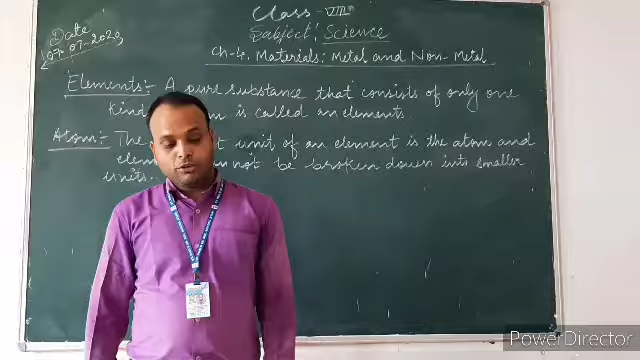 Class - VIIIth
Date
07-07-2020
Subject: Science
Ch-4. Materials: Metal and Non-Metal
Elements:- A pure substance that consists of only one
kind is called an elements.
Atom:- The unit of an element is the atom and
not be broken down into smaller
units.
PowerDirector